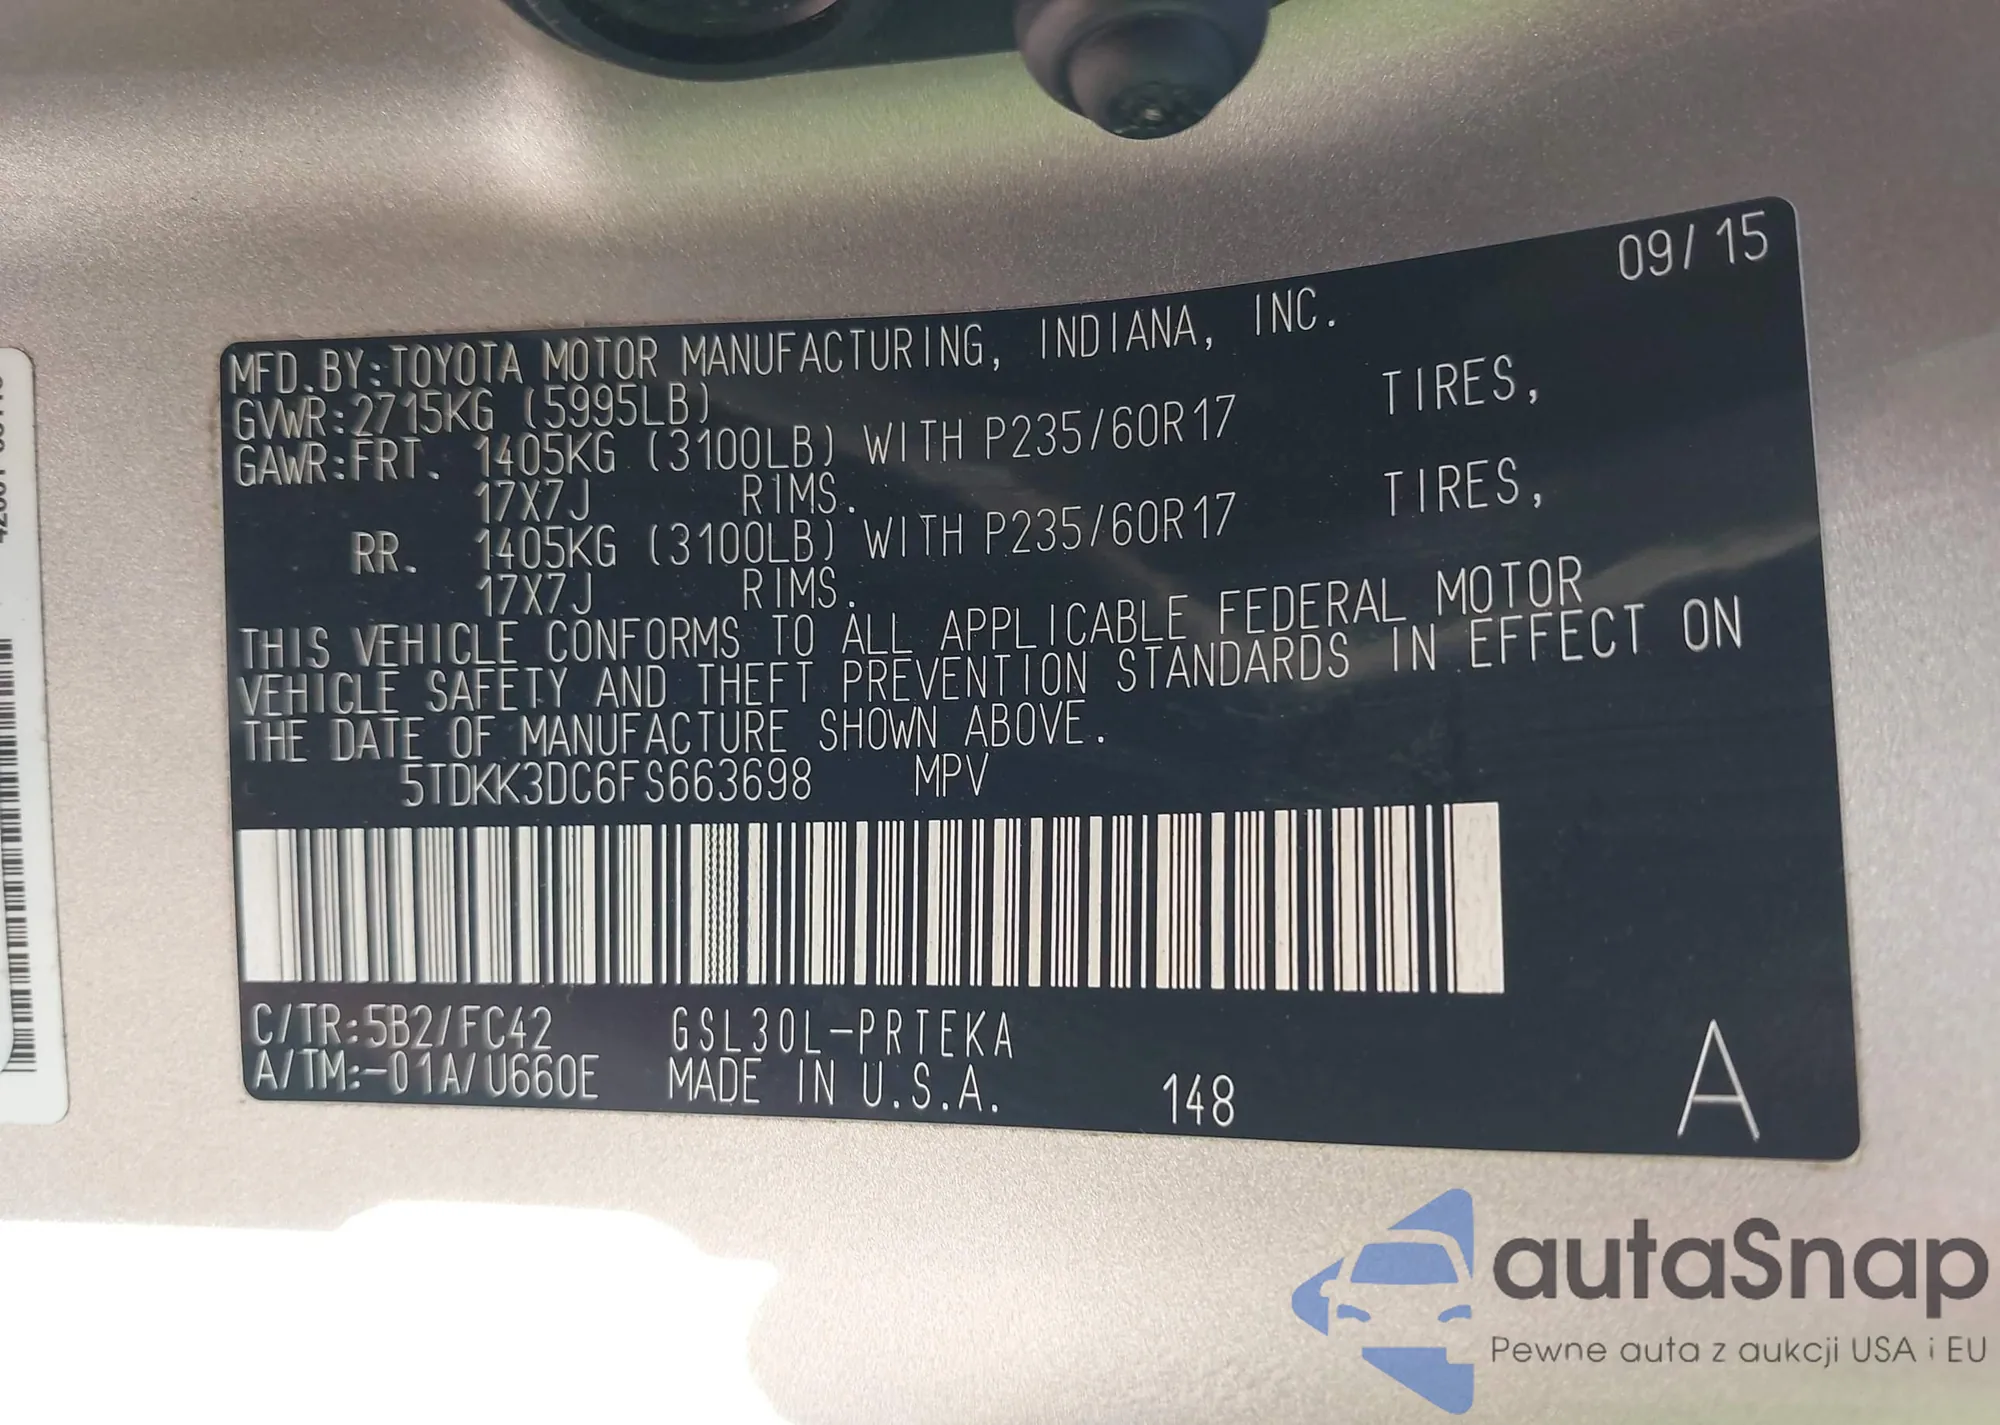 09/15
MFD.BY:TOYOTA MOTOR MANUFACTURING, INDIANA, INC.
GVWR:2715KG (5995LB)
GAWR:FRT. 1405KG (3100LB) WITH P235/60R17 TIRES,
17X7J RIMS.
RR. 1405KG (3100LB) WITH P235/60R17 TIRES,
17X7J RIMS.
THIS VEHICLE CONFORMS TO ALL APPLICABLE FEDERAL MOTOR
VEHICLE SAFETY AND THEFT PREVENTION STANDARDS IN EFFECT ON
THE DATE OF MANUFACTURE SHOWN ABOVE.
5TDKK3DC6FS663698 MPV
C/TR:5B2/FC42 GSL30L-PRTEKA
A/TM:-01A/U660E MADE IN U.S.A. 148 A
autaSnap
Pewne auta z aukcji USA i EU